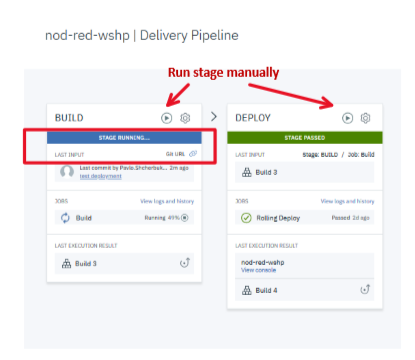 nod-red-wshp | Delivery Pipeline
Run stage manually
BUILD
STAGE RUNNING...
LAST INPUT Git URL
Last commit by Pavlo.Shcherbuk... 2m ago
test deployment
JOBS View logs and history
Build Running 49%
LAST EXECUTION RESULT
Build 3
DEPLOY
STAGE PASSED
LAST INPUT Stage: BUILD / Job: Build
Build 3
JOBS View logs and history
Rolling Deploy Passed 2d ago
LAST EXECUTION RESULT
nod-red-wshp
View console
Build 4